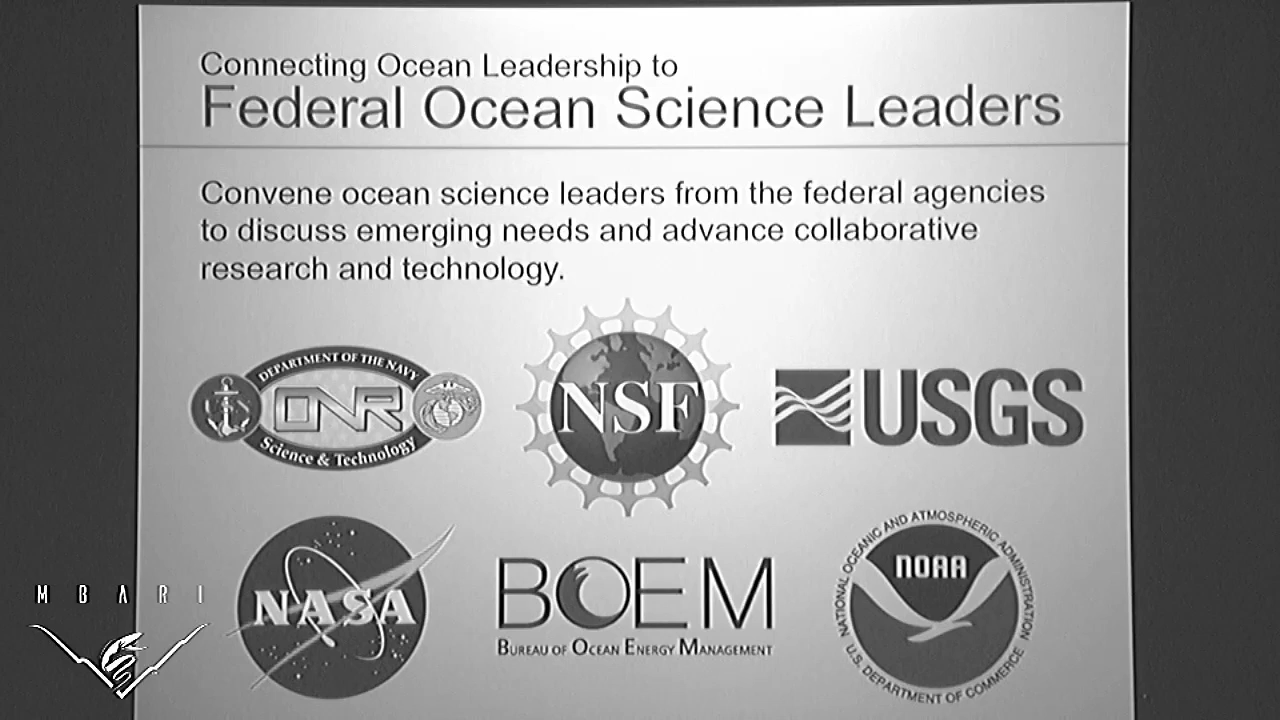 Connecting Ocean Leadership to
Federal Ocean Science Leaders
Convene ocean science leaders from the federal agencies
to discuss emerging needs and advance collaborative
research and technology.
DEPARTMENT OF THE NAVY
ONR
Science & Technology
NSF
USGS
NASA
BOEM
BUREAU OF OCEAN ENERGY MANAGEMENT
NATIONAL OCEANIC AND ATMOSPHERIC ADMINISTRATION
NOAA
U.S. DEPARTMENT OF COMMERCE
MBARI